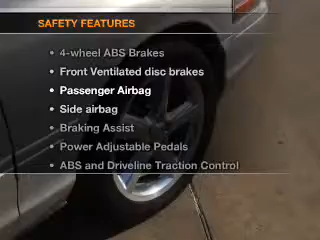 SAFETY FEATURES
• 4-wheel ABS Brakes
• Front Ventilated disc brakes
• Passenger Airbag
• Side airbag
• Braking Assist
• Power Adjustable Pedals
• ABS and Driveline Traction Control